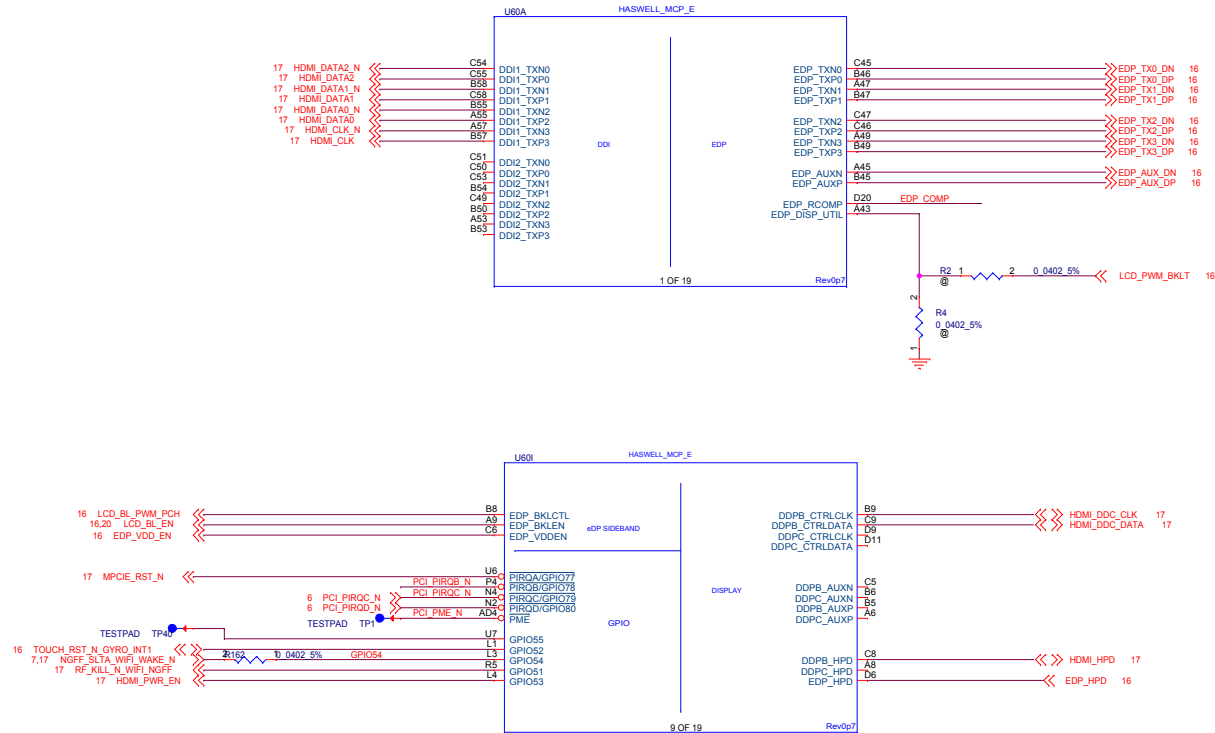 U60A
HASWELL_MCP_E
17 HDMI_DATA2_N C54 DDI1_TXN0
17 HDMI_DATA2 C55 DDI1_TXP0
17 HDMI_DATA1_N B58 DDI1_TXN1
17 HDMI_DATA1 C58 DDI1_TXP1
17 HDMI_DATA0_N B55 DDI1_TXN2
17 HDMI_DATA0 A55 DDI1_TXP2
17 HDMI_CLK_N A57 DDI1_TXN3
17 HDMI_CLK B57 DDI1_TXP3
C51 DDI2_TXN0
C50 DDI2_TXP0
C53 DDI2_TXN1
B54 DDI2_TXP1
C49 DDI2_TXN2
B50 DDI2_TXP2
A53 DDI2_TXN3
B53 DDI2_TXP3
DDI
EDP
EDP_TXN0 C45 EDP_TX0_DN 16
EDP_TXP0 B46 EDP_TX0_DP 16
EDP_TXN1 A47 EDP_TX1_DN 16
EDP_TXP1 B47 EDP_TX1_DP 16
EDP_TXN2 C47 EDP_TX2_DN 16
EDP_TXP2 C46 EDP_TX2_DP 16
EDP_TXN3 A49 EDP_TX3_DN 16
EDP_TXP3 B49 EDP_TX3_DP 16
EDP_AUXN A45 EDP_AUX_DN 16
EDP_AUXP B45 EDP_AUX_DP 16
EDP_RCOMP D20 EDP_COMP
EDP_DISP_UTIL A43
1 OF 19
Rev0p7
R2 1 2 0_0402_5% LCD_PWM_BKLT 16
@
2
R4
0_0402_5%
@
1
U60I
HASWELL_MCP_E
16 LCD_BL_PWM_PCH B8 EDP_BKLCTL
16,20 LCD_BL_EN A9 EDP_BKLEN
16 EDP_VDD_EN C6 EDP_VDDEN
eDP SIDEBAND
17 MPCIE_RST_N U6 PIRQA/GPIO77
PCI_PIRQB_N P4 PIRQB/GPIO78
6 PCI_PIRQC_N PCI_PIRQC_N N4 PIRQC/GPIO79
6 PCI_PIRQD_N N2 PIRQD/GPIO80
TESTPAD TP1 PCI_PME_N AD4 PME
TESTPAD TP40 U7 GPIO55
16 TOUCH_RST_N_GYRO_INT1 L1 GPIO52
7,17 NGFF_SLTA_WIFI_WAKE_N 2 R162 1 0_0402_5% GPIO54 L3 GPIO54
17 RF_KILL_N_WIFI_NGFF R5 GPIO51
17 HDMI_PWR_EN L4 GPIO53
GPIO
DISPLAY
DDPB_CTRLCLK B9 HDMI_DDC_CLK 17
DDPB_CTRLDATA C9 HDMI_DDC_DATA 17
DDPC_CTRLCLK D9
DDPC_CTRLDATA D11
DDPB_AUXN C5
DDPC_AUXN B6
DDPB_AUXP B5
DDPC_AUXP A6
DDPB_HPD C8 HDMI_HPD 17
DDPC_HPD A8
EDP_HPD D6 EDP_HPD 16
9 OF 19
Rev0p7